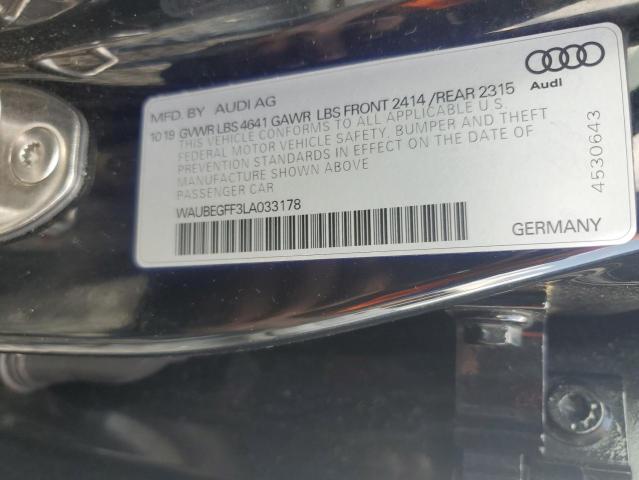 MFD. BY AUDI AG
10 19 GVWR LBS 4641 GAWR LBS FRONT 2414 / REAR 2315
THIS VEHICLE CONFORMS TO ALL APPLICABLE U.S.
FEDERAL MOTOR VEHICLE SAFETY, BUMPER AND THEFT
PREVENTION STANDARDS IN EFFECT ON THE DATE OF
MANUFACTURE SHOWN ABOVE
PASSENGER CAR
WAUBEGFF3LA033178
Audi
4530643
GERMANY